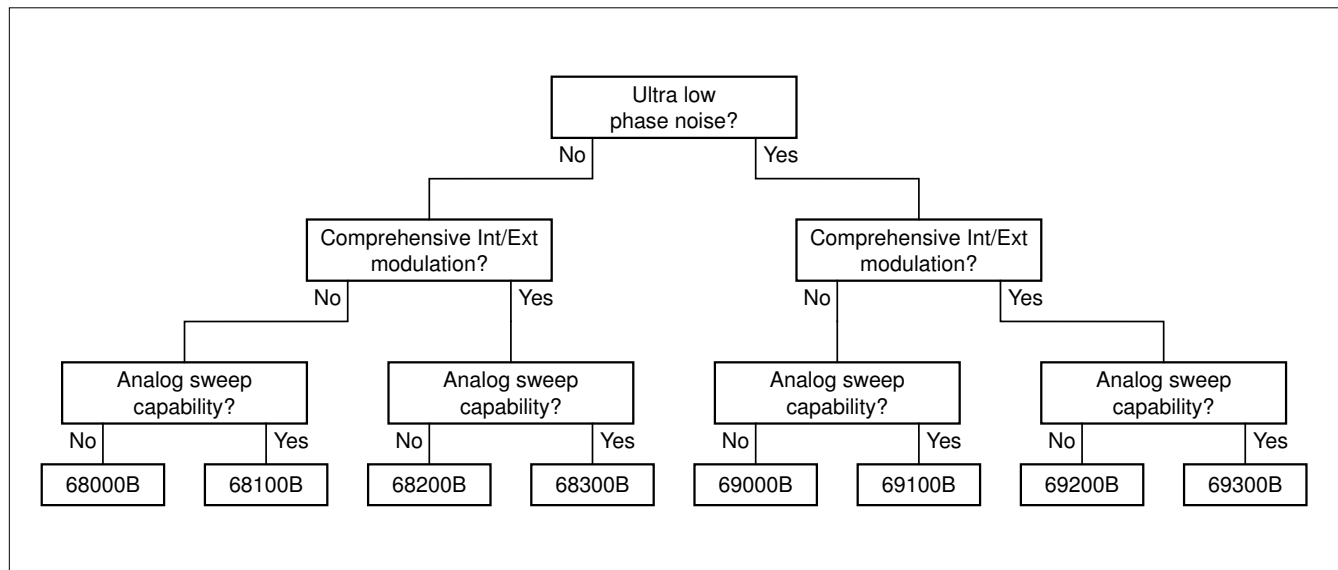 Ultra low
phase noise?
No
Yes
Comprehensive Int/Ext
modulation?
Comprehensive Int/Ext
modulation?
No
Yes
No
Yes
Analog sweep
capability?
Analog sweep
capability?
Analog sweep
capability?
Analog sweep
capability?
No
Yes
No
Yes
No
Yes
No
Yes
68000B
68100B
68200B
68300B
69000B
69100B
69200B
69300B